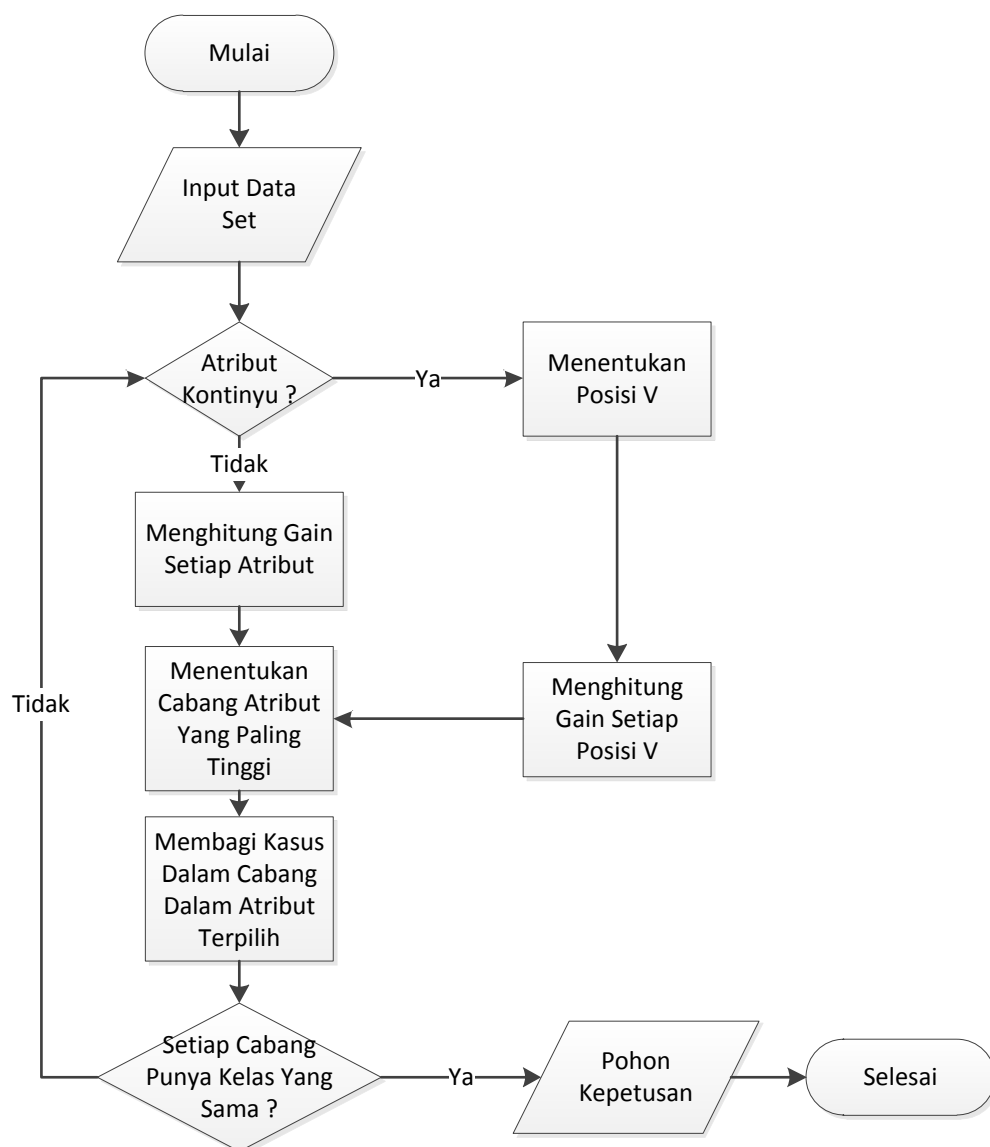 Mulai
Input Data
Set
Atribut
Kontinyu ?
Ya
Menentukan
Posisi V
Tidak
Menghitung Gain
Setiap Atribut
Menentukan
Cabang Atribut
Yang Paling
Tinggi
Menghitung
Gain Setiap
Posisi V
Tidak
Membagi Kasus
Dalam Cabang
Dalam Atribut
Terpilih
Setiap Cabang
Punya Kelas Yang
Sama ?
Ya
Pohon
Kepetusan
Selesai